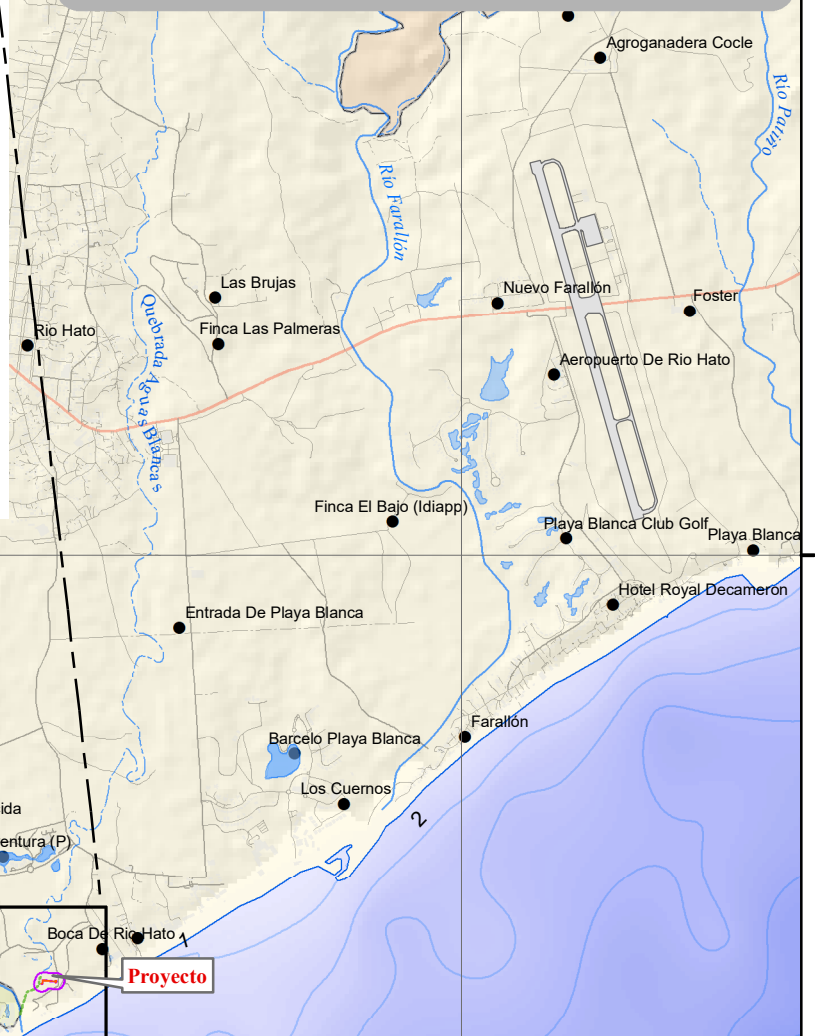 Agroganadera Cocle
Río Patiño
Río Farallón
Las Brujas
Nuevo Farallón
Foster
Quebrada Aguas Blancas
Rio Hato
Finca Las Palmeras
Aeropuerto De Rio Hato
Finca El Bajo (Idiapp)
Playa Blanca Club Golf
Playa Blanca
Hotel Royal Decameron
Entrada De Playa Blanca
Farallón
Barcelo Playa Blanca
Los Cuernos
ida
2
entura (P)
Boca De Rio Hato
1
Proyecto